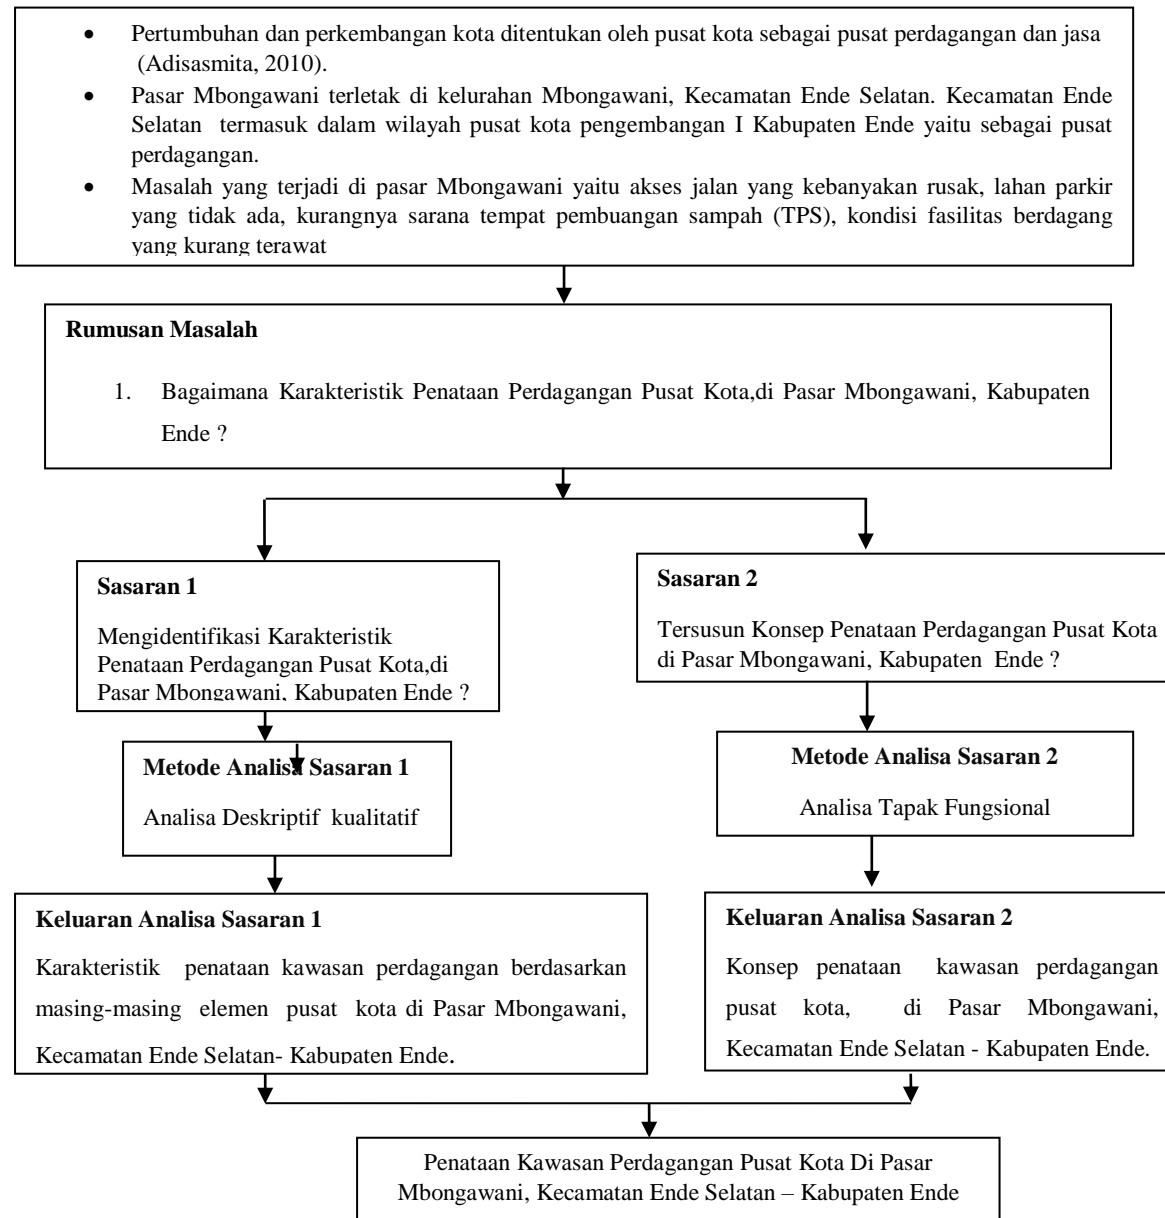 • Pertumbuhan dan perkembangan kota ditentukan oleh pusat kota sebagai pusat perdagangan dan jasa
(Adisasmita, 2010).
• Pasar Mbongawani terletak di kelurahan Mbongawani, Kecamatan Ende Selatan. Kecamatan Ende
Selatan termasuk dalam wilayah pusat kota pengembangan I Kabupaten Ende yaitu sebagai pusat
perdagangan.
• Masalah yang terjadi di pasar Mbongawani yaitu akses jalan yang kebanyakan rusak, lahan parkir
yang tidak ada, kurangnya sarana tempat pembuangan sampah (TPS), kondisi fasilitas berdagang
yang kurang terawat
Rumusan Masalah
1. Bagaimana Karakteristik Penataan Perdagangan Pusat Kota,di Pasar Mbongawani, Kabupaten
Ende ?
Sasaran 1
Mengidentifikasi Karakteristik
Penataan Perdagangan Pusat Kota,di
Pasar Mbongawani, Kabupaten Ende ?
Sasaran 2
Tersusun Konsep Penataan Perdagangan Pusat Kota
di Pasar Mbongawani, Kabupaten Ende ?
Metode Analisa Sasaran 1
Analisa Deskriptif kualitatif
Metode Analisa Sasaran 2
Analisa Tapak Fungsional
Keluaran Analisa Sasaran 1
Karakteristik penataan kawasan perdagangan berdasarkan
masing-masing elemen pusat kota di Pasar Mbongawani,
Kecamatan Ende Selatan- Kabupaten Ende.
Keluaran Analisa Sasaran 2
Konsep penataan kawasan perdagangan
pusat kota, di Pasar Mbongawani,
Kecamatan Ende Selatan - Kabupaten Ende.
Penataan Kawasan Perdagangan Pusat Kota Di Pasar
Mbongawani, Kecamatan Ende Selatan – Kabupaten Ende